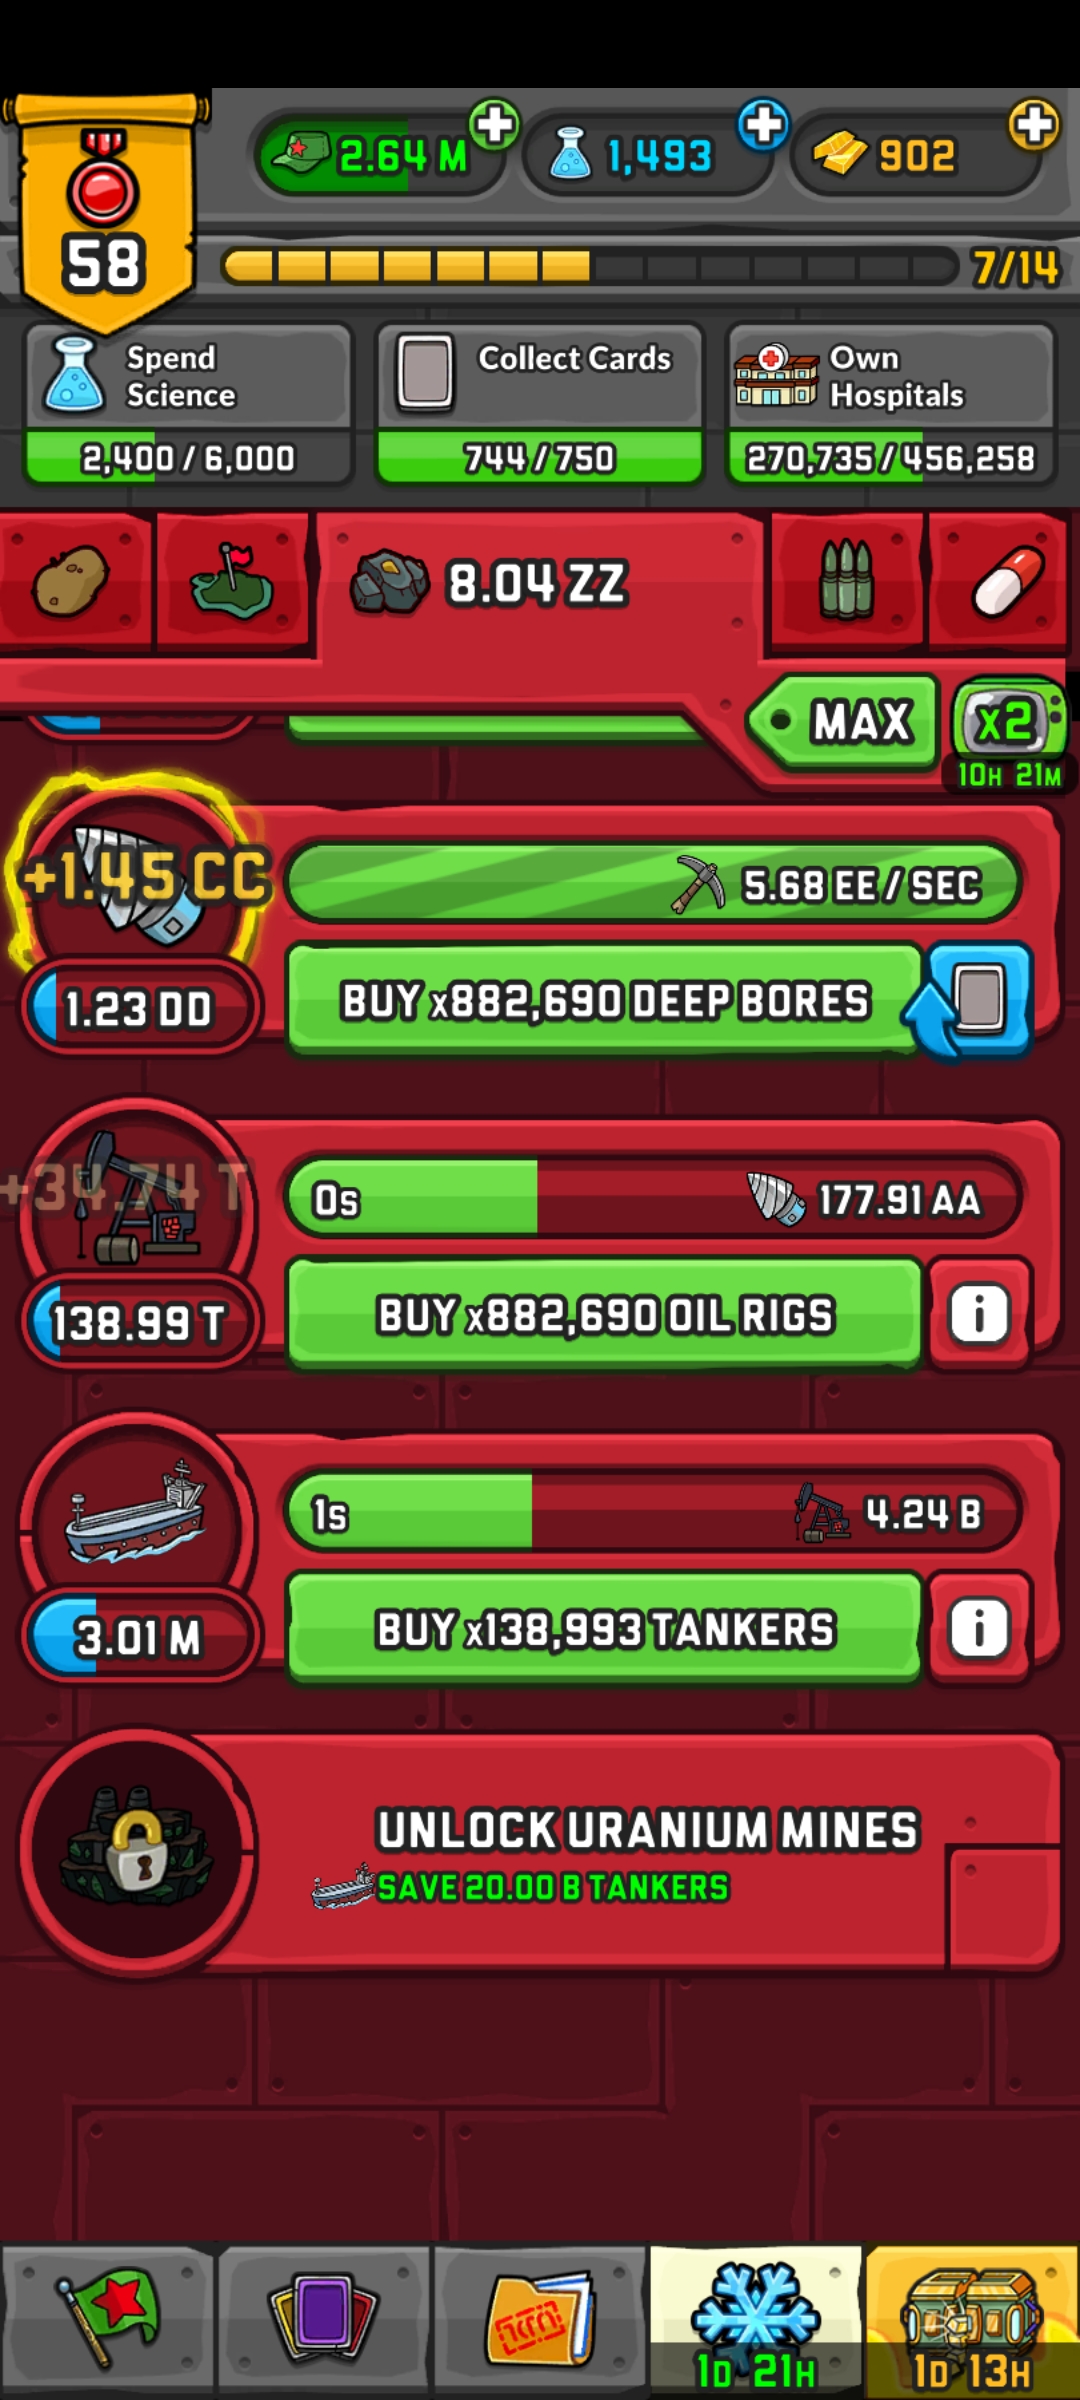 2.64 M
1,493
902
58
7/14
Spend
Science
2,400 / 6,000
Collect Cards
744 / 750
Own
Hospitals
270,735 / 456,258
8.04 ZZ
MAX
x2
10H 21M
+1.45 CC
5.68 EE / SEC
1.23 DD
BUY x882,690 DEEP BORES
+34.74 T
0s
177.91 AA
138.99 T
BUY x882,690 OIL RIGS
i
1s
4.24 B
3.01 M
BUY x138,993 TANKERS
i
UNLOCK URANIUM MINES
SAVE 20.00 B TANKERS
1D 21H
1D 13H